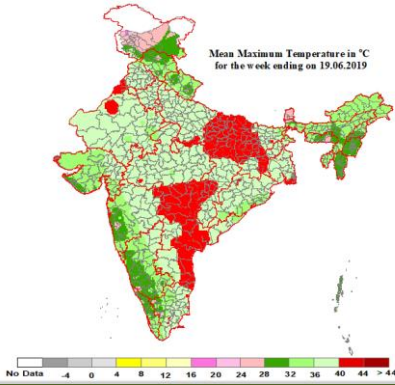 Mean Maximum Temperature in °C
for the week ending on 19.06.2019
No Data -4 0 4 8 12 16 20 24 28 32 36 40 44 > 44